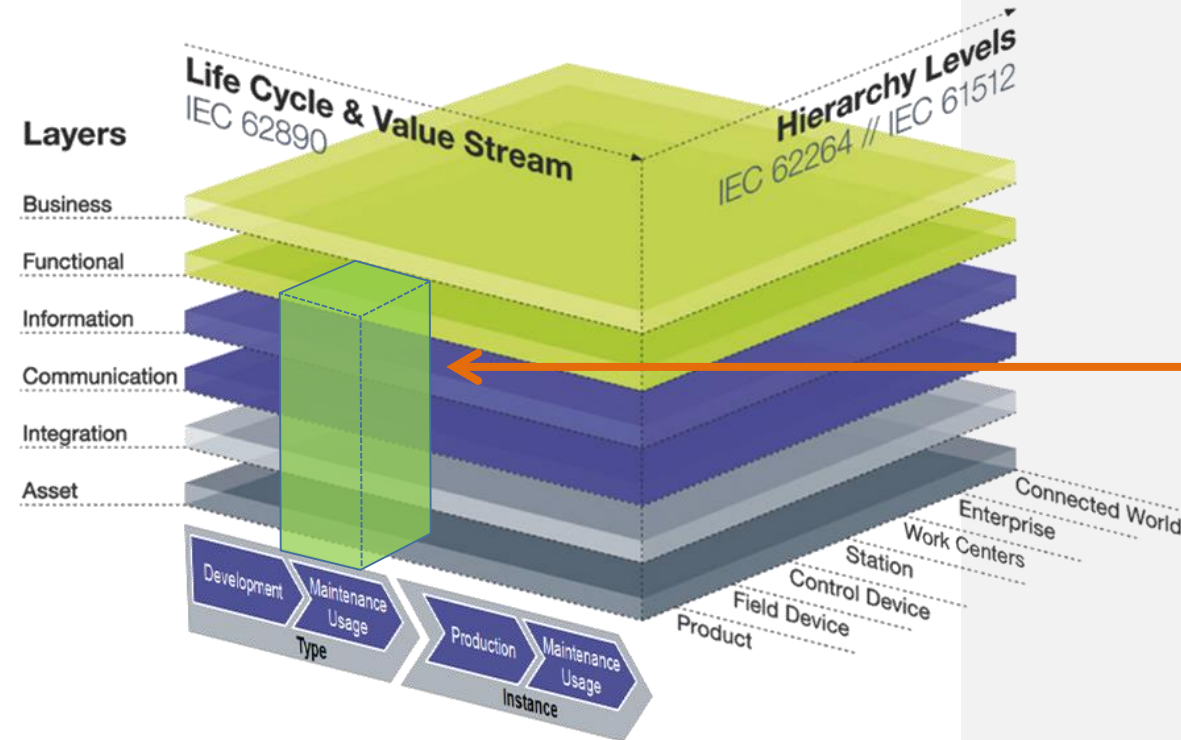 Life Cycle & Value Stream
IEC 62890
Hierarchy Levels
IEC 62264 // IEC 61512
Layers
Business
Functional
Information
Communication
Integration
Asset
Development
Maintenance
Usage
Type
Production
Maintenance
Usage
Instance
Product
Field Device
Control Device
Station
Work Centers
Enterprise
Connected World